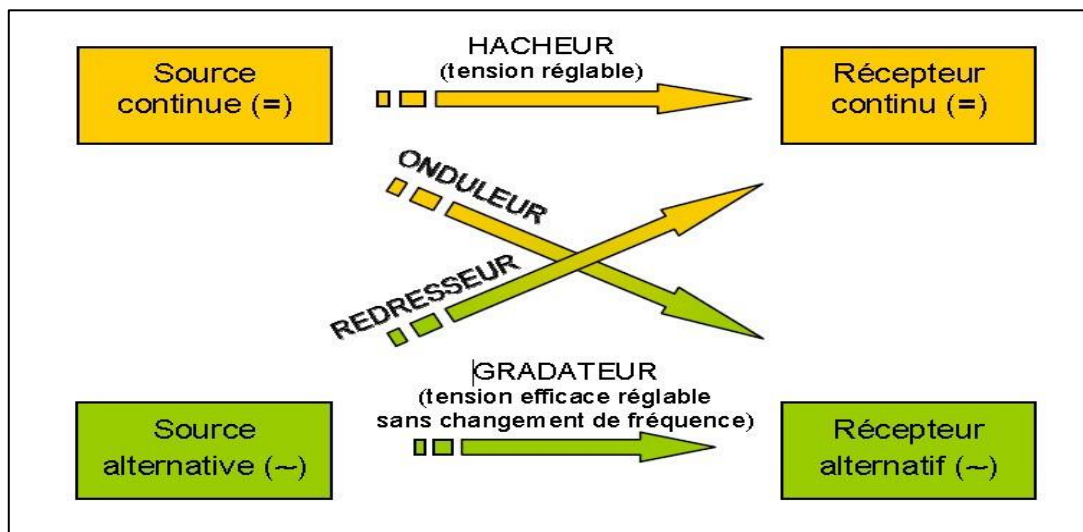 HACHEUR
(tension réglable)
Source
continue (=)
Récepteur
continu (=)
ONDULEUR
REDRESSEUR
GRADATEUR
(tension efficace réglable
sans changement de fréquence)
Source
alternative (~)
Récepteur
alternatif (~)